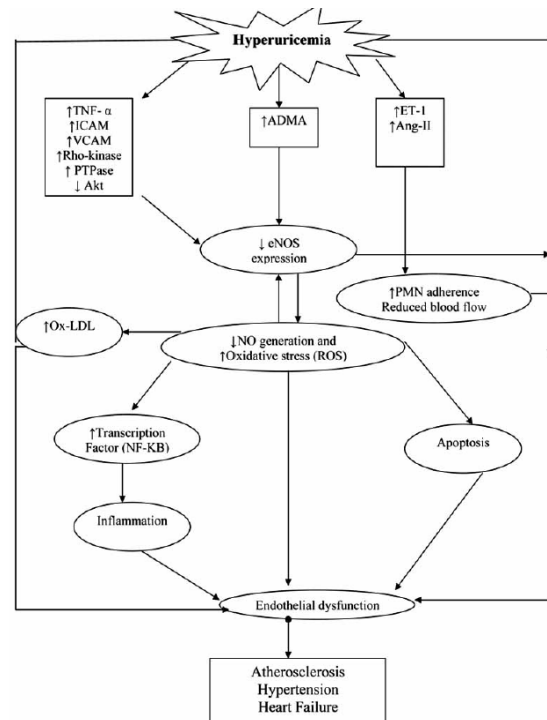 Hyperuricemia
↑TNF- α
↑ICAM
↑VCAM
↑Rho-kinase
↑ PTPase
↓ Akt
↑ADMA
↑ET-1
↑Ang-II
↓ eNOS
expression
↑PMN adherence
Reduced blood flow
↑Ox-LDL
↓NO generation and
↑Oxidative stress (ROS)
↑Transcription
Factor (NF-KB)
Apoptosis
Inflammation
Endothelial dysfunction
Atherosclerosis
Hypertension
Heart Failure